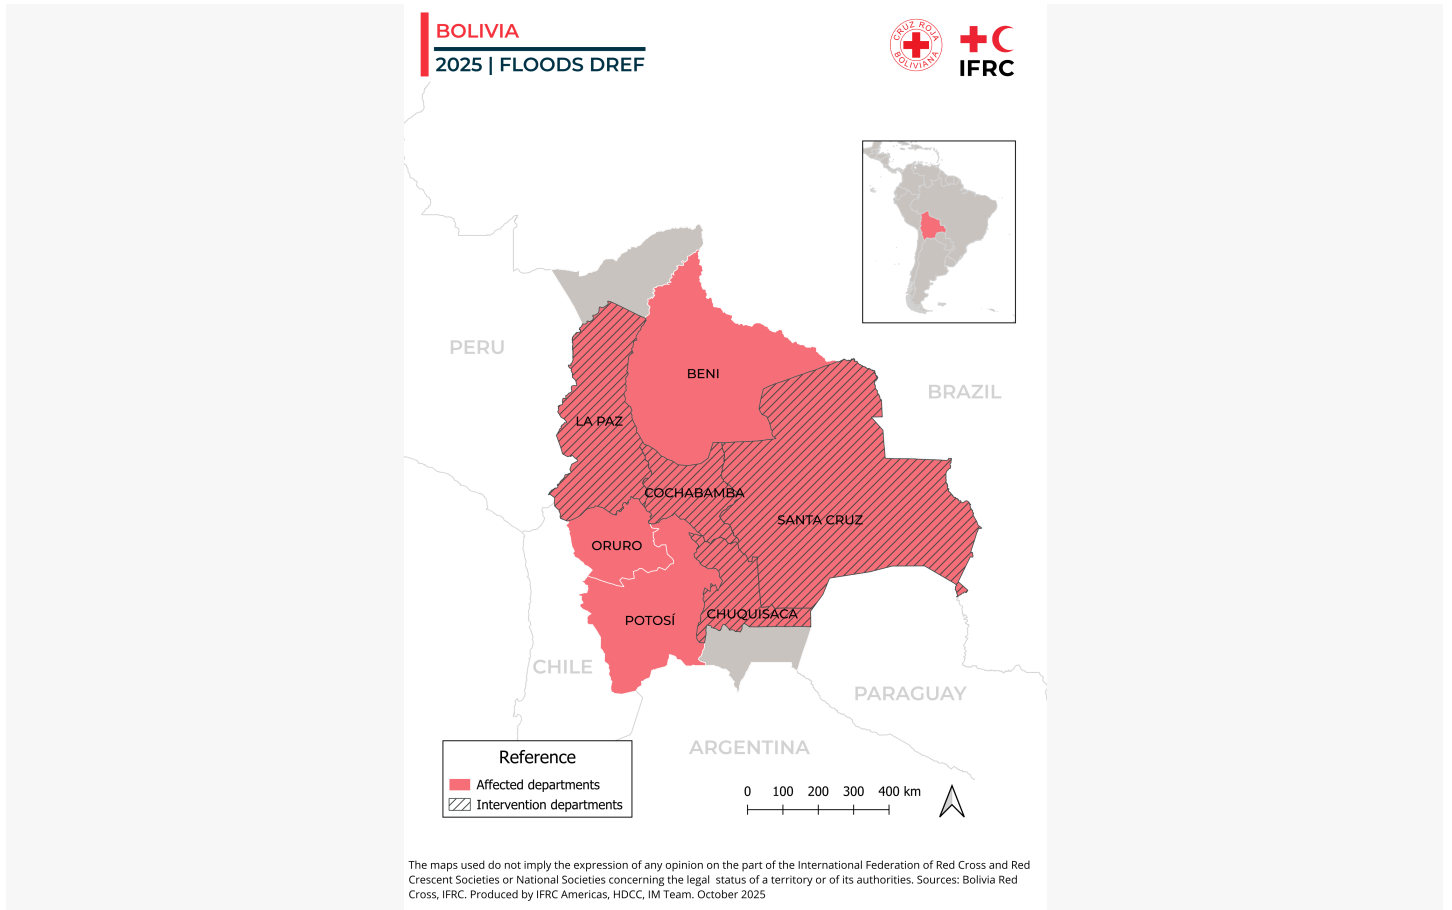 BOLIVIA
2025 | FLOODS DREF
CRUZ ROJA
BOLIVIANA
IFRC
PERU
BENI
BRAZIL
LA PAZ
COCHABAMBA
SANTA CRUZ
ORURO
CHUQUISACA
POTOSÍ
CHILE
PARAGUAY
ARGENTINA
Reference
Affected departments
Intervention departments
0 100 200 300 400 km
The maps used do not imply the expression of any opinion on the part of the International Federation of Red Cross and Red
Crescent Societies or National Societies concerning the legal status of a territory or of its authorities. Sources: Bolivia Red
Cross, IFRC. Produced by IFRC Americas, HDCC, IM Team. October 2025